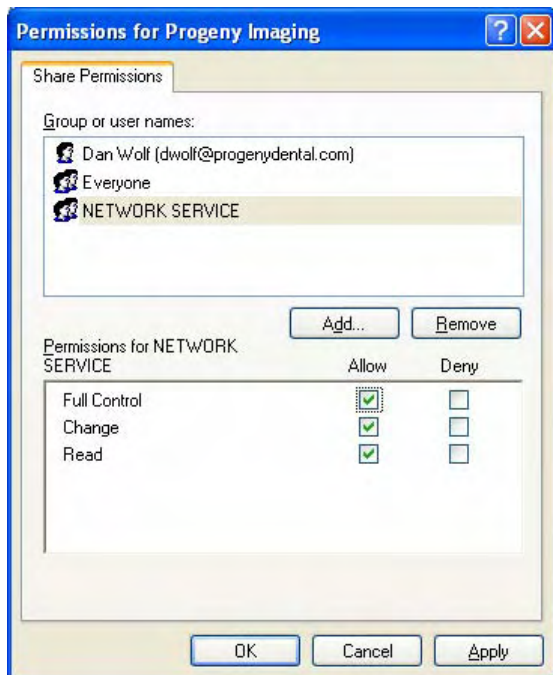 Permissions for Progeny Imaging
Share Permissions
Group or user names:
Dan Wolf (dwolf@progenydental.com)
Everyone
NETWORK SERVICE
Add... Remove
Permissions for NETWORK
SERVICE Allow Deny
Full Control
Change
Read
OK Cancel Apply